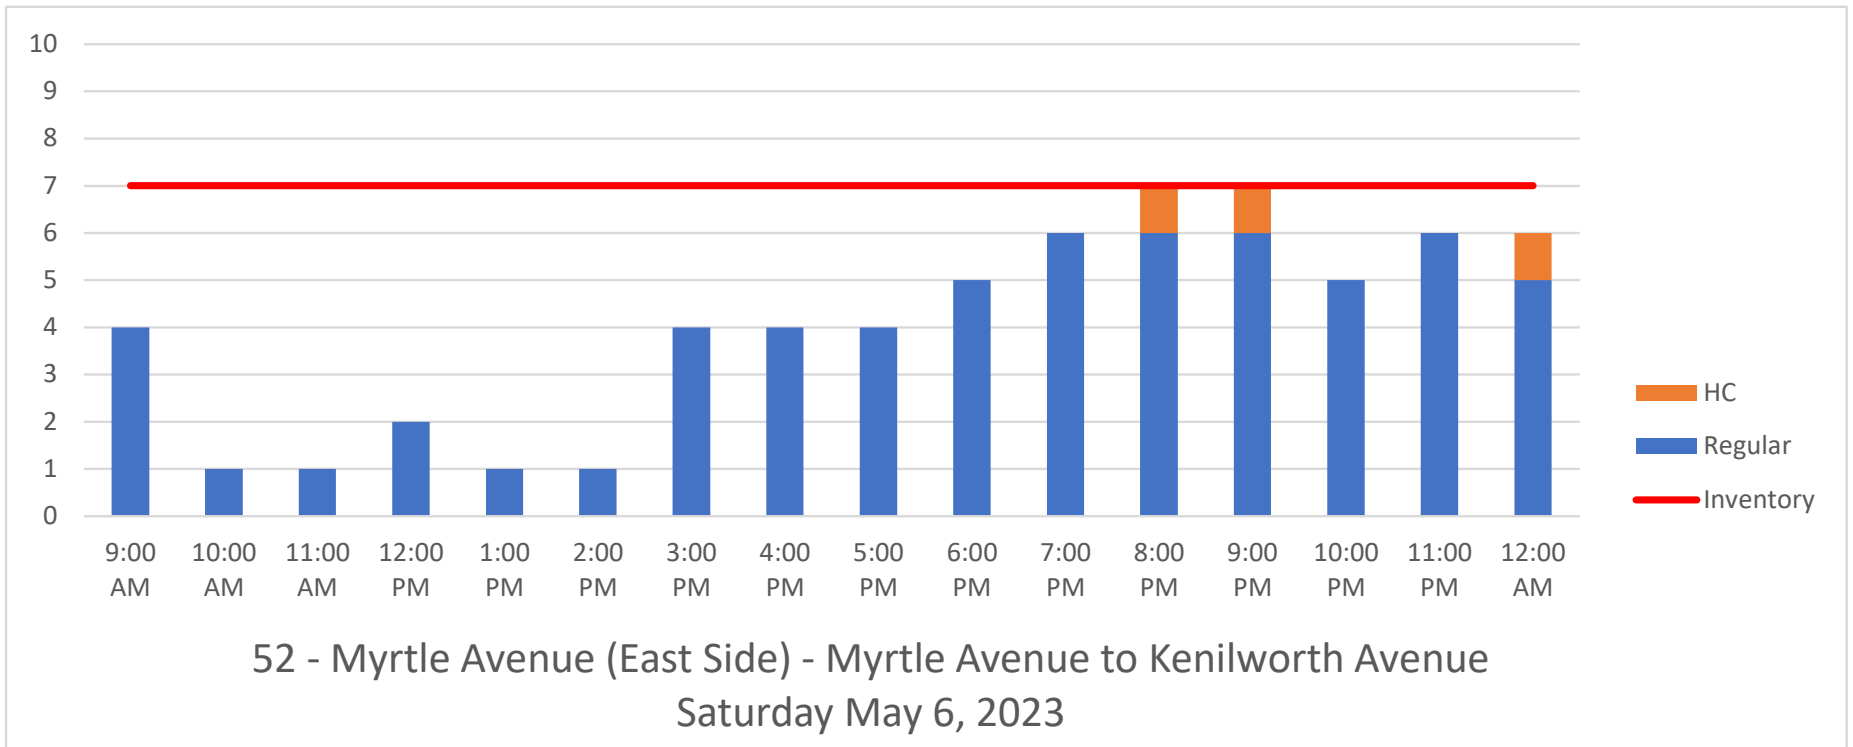 10
9
8
7
6
5
4
3
2
1
0
9:00 AM
10:00 AM
11:00 AM
12:00 PM
1:00 PM
2:00 PM
3:00 PM
4:00 PM
5:00 PM
6:00 PM
7:00 PM
8:00 PM
9:00 PM
10:00 PM
11:00 PM
12:00 AM
HC
Regular
Inventory
52 - Myrtle Avenue (East Side) - Myrtle Avenue to Kenilworth Avenue
Saturday May 6, 2023